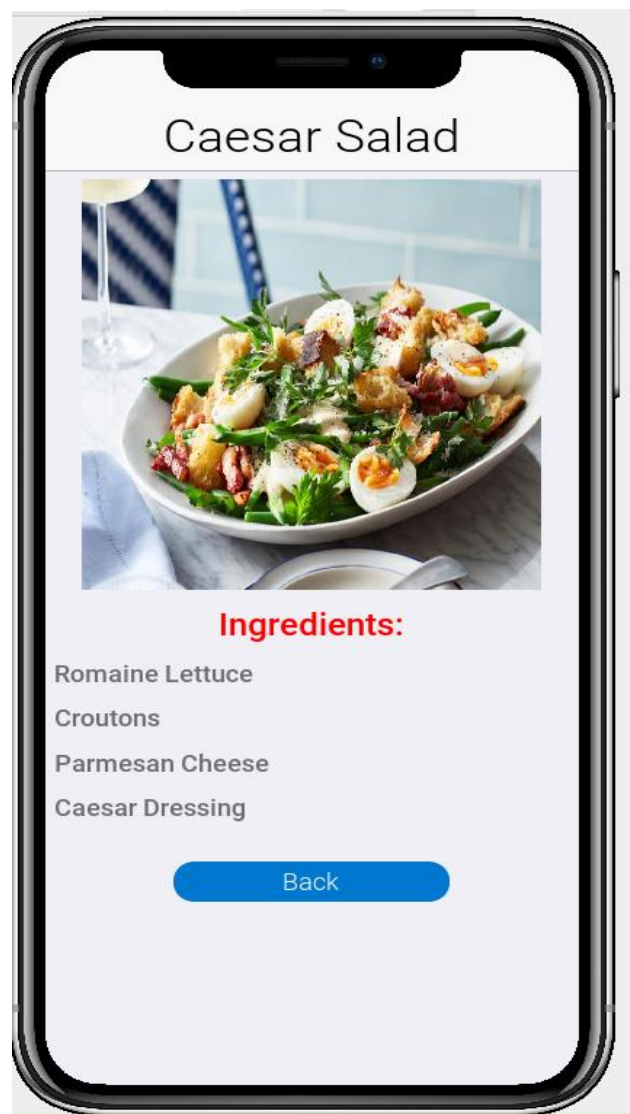 Caesar Salad
Ingredients:
Romaine Lettuce
Croutons
Parmesan Cheese
Caesar Dressing
Back